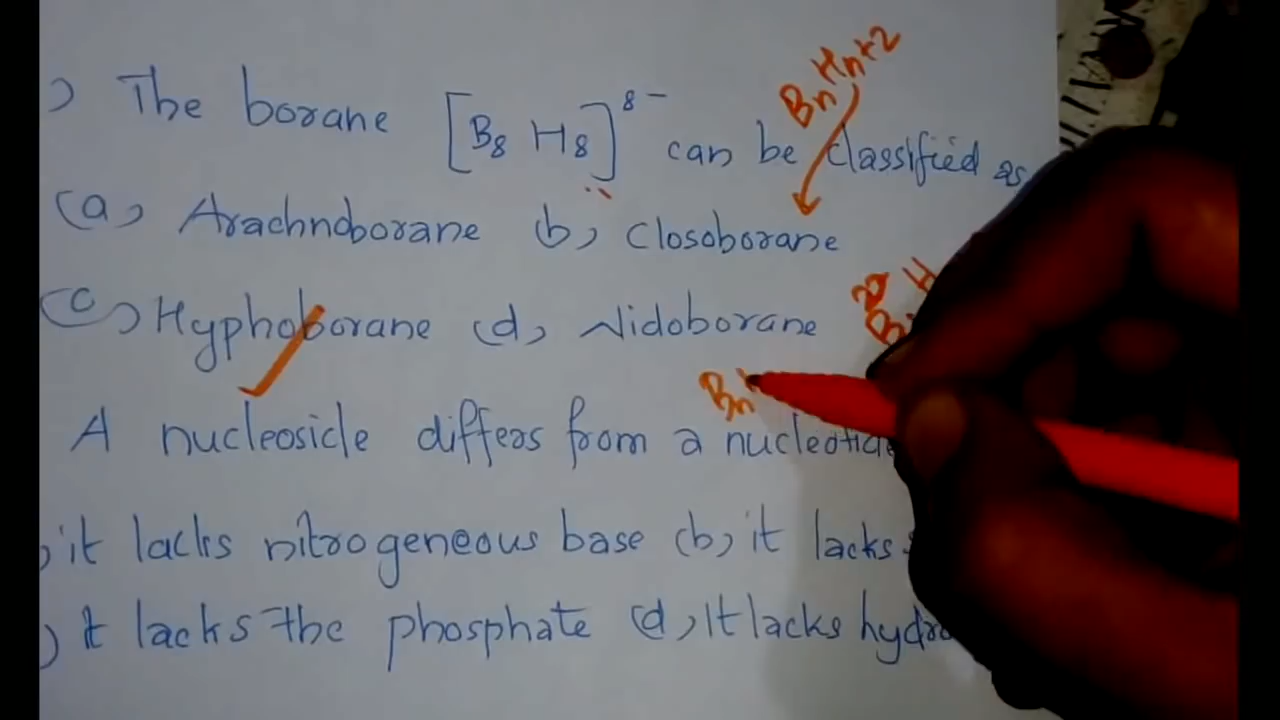 BnHn+2
) The borane [B8 H8]8- can be classified as
(a) Arachnoborane (b) Closoborane
(c) Hyphoborane (d) Nidoborane
Bn
A nucleoside differs from a
) it lacks nitrogeneous base (b) it lacks
) It lacks the phosphate (d) It lacks